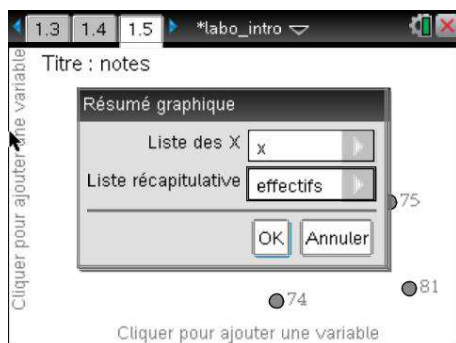 1.3 1.4 1.5 *labo_intro
Titre : notes
Cliquer pour ajouter une variable
Résumé graphique
Liste des X x
Liste récapitulative effectifs
OK Annuler
75
81
74
Cliquer pour ajouter une variable